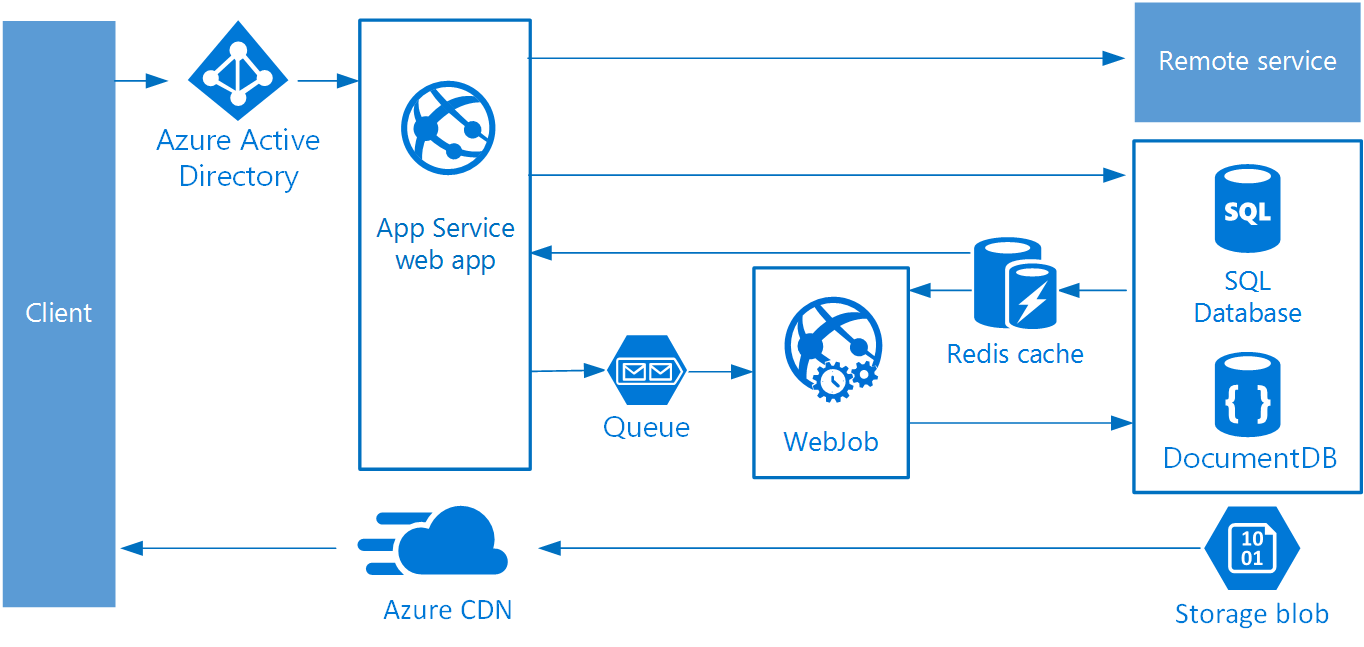 Client
Azure Active
Directory
App Service
web app
Queue
WebJob
Redis cache
Remote service
SQL
SQL
Database
{ }
DocumentDB
Azure CDN
10
01
Storage blob